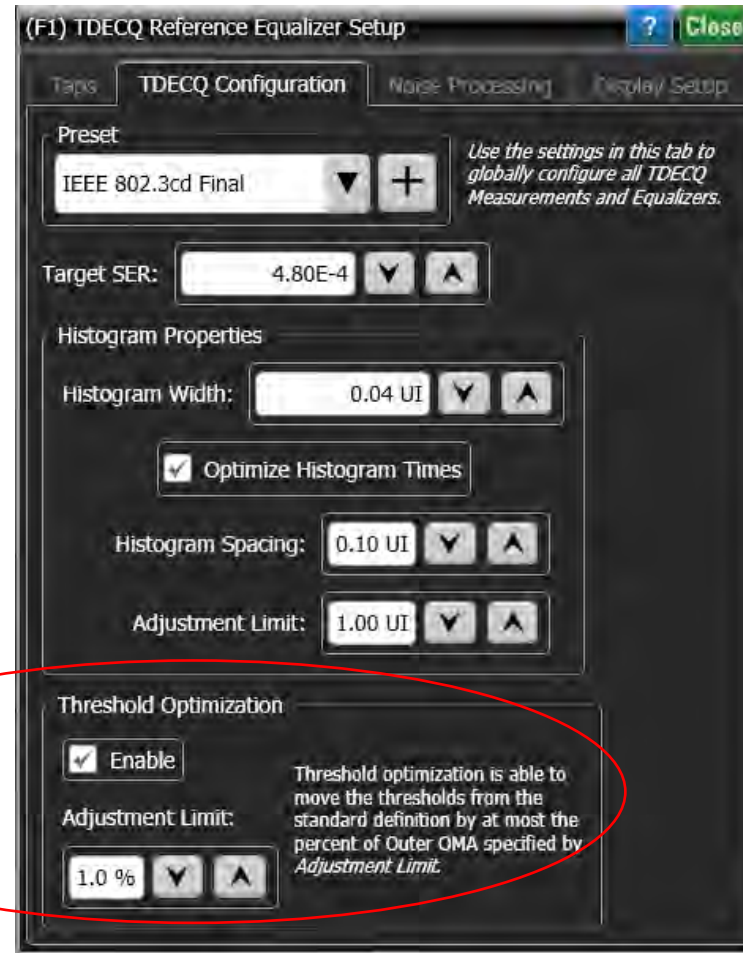 (F1) TDECQ Reference Equalizer Setup
? Close
Taps TDECQ Configuration Noise Processing Display Setup
Preset
IEEE 802.3cd Final
+
Use the settings in this tab to
globally configure all TDECQ
Measurements and Equalizers.
Target SER: 4.80E-4
Histogram Properties
Histogram Width: 0.04 UI
Optimize Histogram Times
Histogram Spacing: 0.10 UI
Adjustment Limit: 1.00 UI
Threshold Optimization
Enable
Adjustment Limit:
1.0 %
Threshold optimization is able to
move the thresholds from the
standard definition by at most the
percent of Outer OMA specified by
Adjustment Limit.